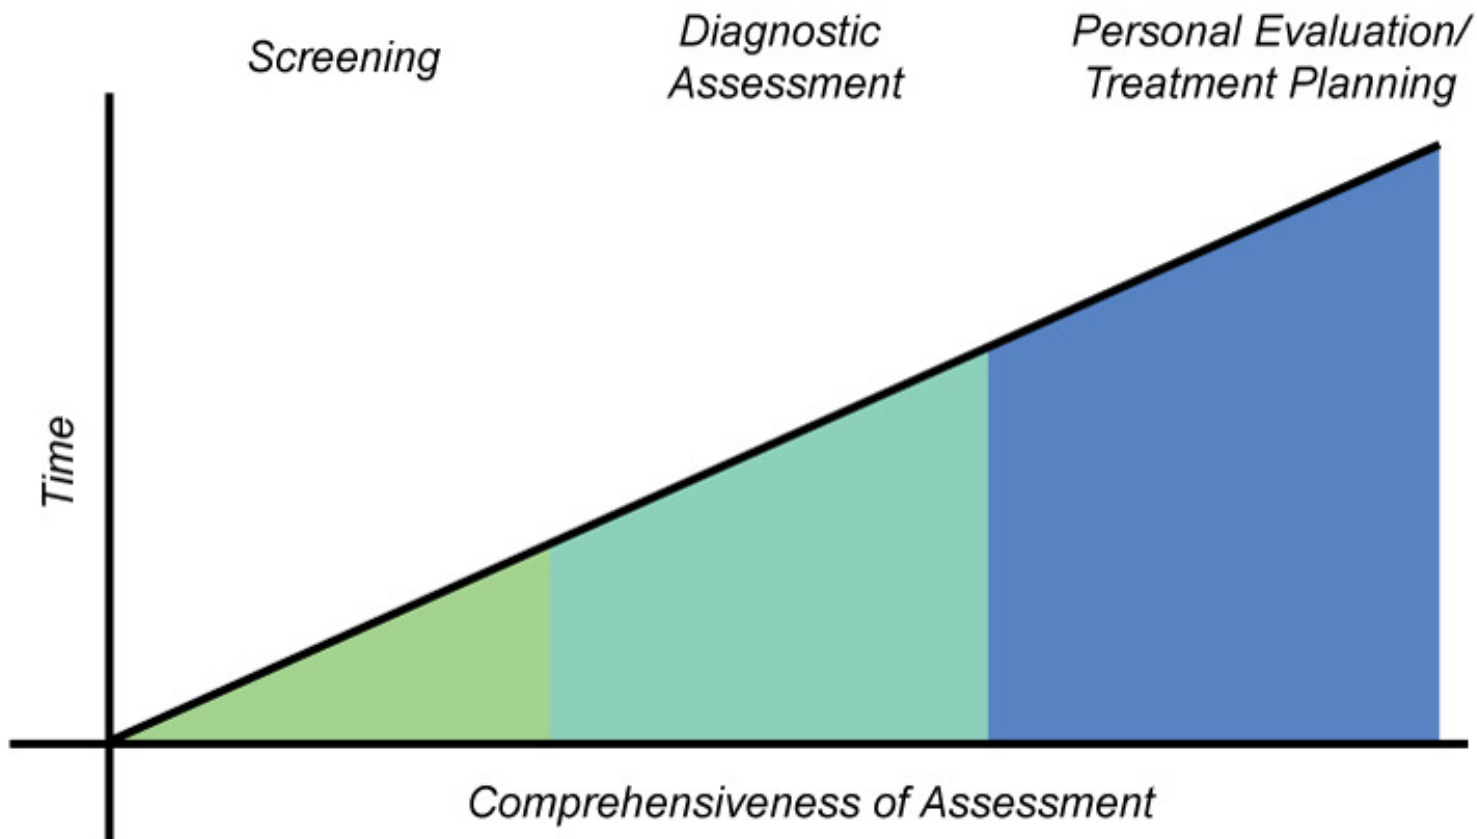 Screening
Diagnostic
Assessment
Personal Evaluation/
Treatment Planning
Time
Comprehensiveness of Assessment